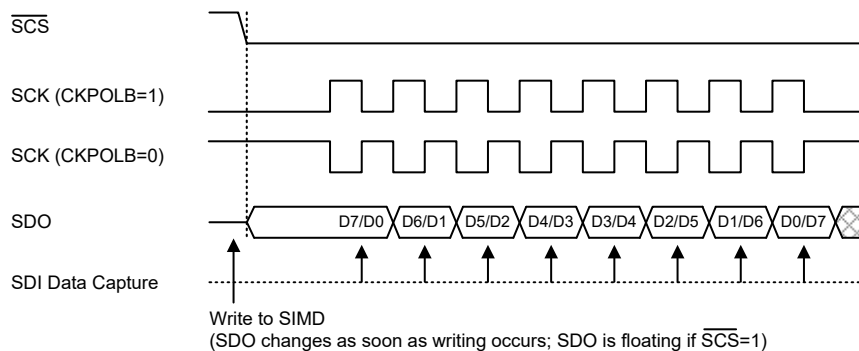 SCS
SCK (CKPOLB=1)
SCK (CKPOLB=0)
SDO D7/D0 D6/D1 D5/D2 D4/D3 D3/D4 D2/D5 D1/D6 D0/D7
SDI Data Capture
Write to SIMD
(SDO changes as soon as writing occurs; SDO is floating if SCS=1)